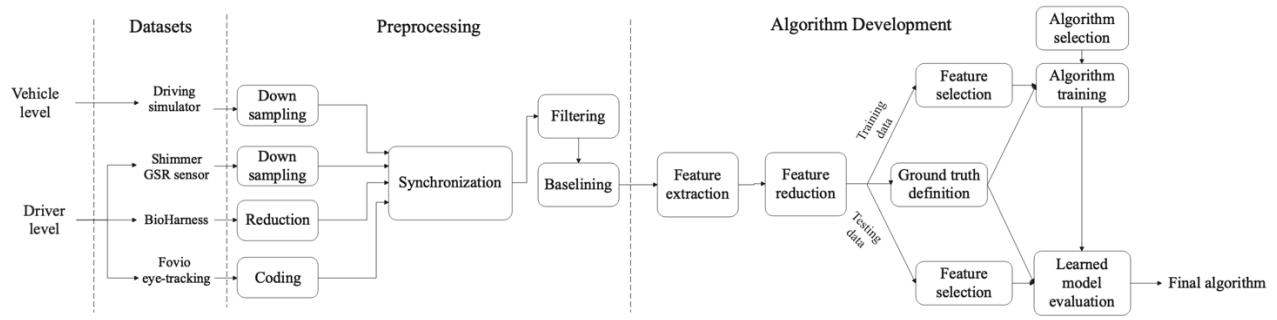 Datasets
Preprocessing
Algorithm Development
Algorithm
selection
Vehicle
level
Driving
simulator
Down
sampling
Filtering
Feature
selection
Algorithm
training
Training
data
Shimmer
GSR sensor
Down
sampling
Synchronization
Baselining
Feature
extraction
Feature
reduction
Ground truth
definition
Driver
level
BioHarness
Reduction
Testing
data
Fovio
eye-tracking
Coding
Feature
selection
Learned
model
evaluation
Final algorithm